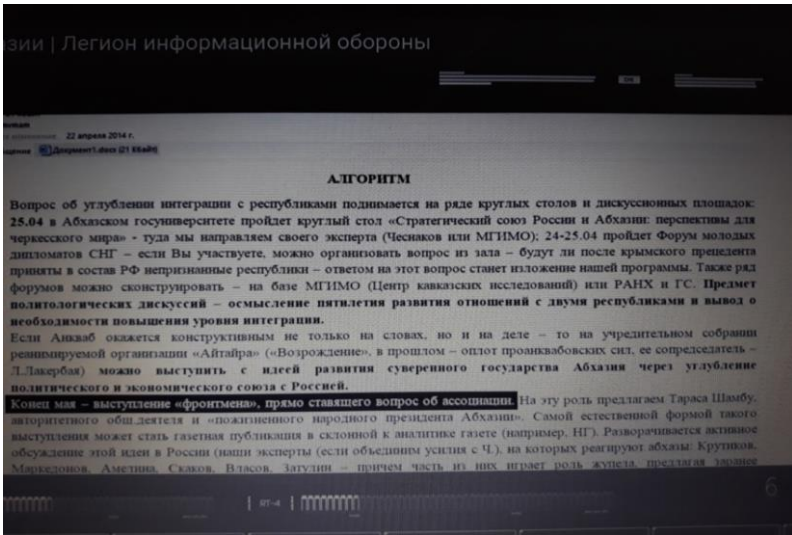 зии | Легион информационной обороны
22 апреля 2014 г.
Документ1.docx (21 Кбайт)
АЛГОРИТМ
Вопрос об углублении интеграции с республиками поднимается на ряде круглых столов и дискуссионных площадок:
25.04 в Абхазском госуниверситете пройдет круглый стол «Стратегический союз России и Абхазии: перспективы для
черкесского мира» - туда мы направляем своего эксперта (Чеснаков или МГИМО); 24-25.04 пройдет Форум молодых
дипломатов СНГ – если Вы участвуете, можно организовать вопрос из зала – будут ли после крымского прецедента
приняты в состав РФ непризнанные республики – ответом на этот вопрос станет изложение нашей программы. Также ряд
форумов можно сконструировать – на базе МГИМО (Центр кавказских исследований) или РАНХ и ГС. Предмет
политологических дискуссий – осмысление пятилетия развития отношений с двумя республиками и вывод о
необходимости повышения уровня интеграции.
Если Анкваб окажется конструктивным не только на словах, но и на деле – то на учредительном собрании
реанимируемой организации «Айтайра» («Возрождение», в прошлом – оплот проанквабовских сил, ее сопредседатель –
Л.Лакербая) можно выступить с идеей развития суверенного государства Абхазия через углубление
политического и экономического союза с Россией.
Конец мая – выступление «фронтмена», прямо ставящего вопрос об ассоциации. На эту роль предлагаем Тараса Шамбу,
авторитетного общ.деятеля и «пожизненного народного президента Абхазии». Самой естественной формой такого
выступления может стать газетная публикация в склонной к аналитике газете (например, НГ). Разворачивается активное
обсуждение этой идеи в России (наши эксперты (если объединим усилия с Ч.), на которых реагируют абхазы: Крутиков,
Маркедонов, Аметина, Скаков, Власов, Затулин – причем часть из них играет роль жупела, предлагая заранее
RT-4
6